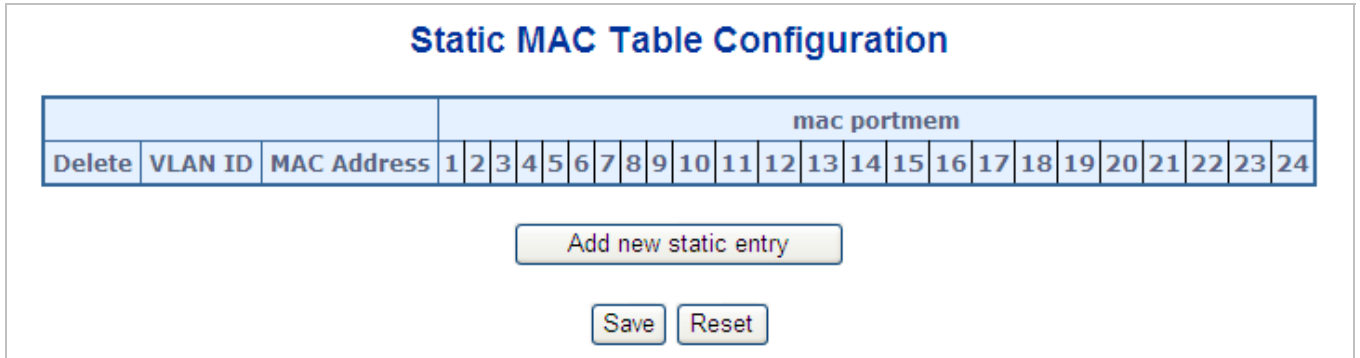 Static MAC Table Configuration
mac portmem
Delete VLAN ID MAC Address 1 2 3 4 5 6 7 8 9 10 11 12 13 14 15 16 17 18 19 20 21 22 23 24
Add new static entry
Save Reset